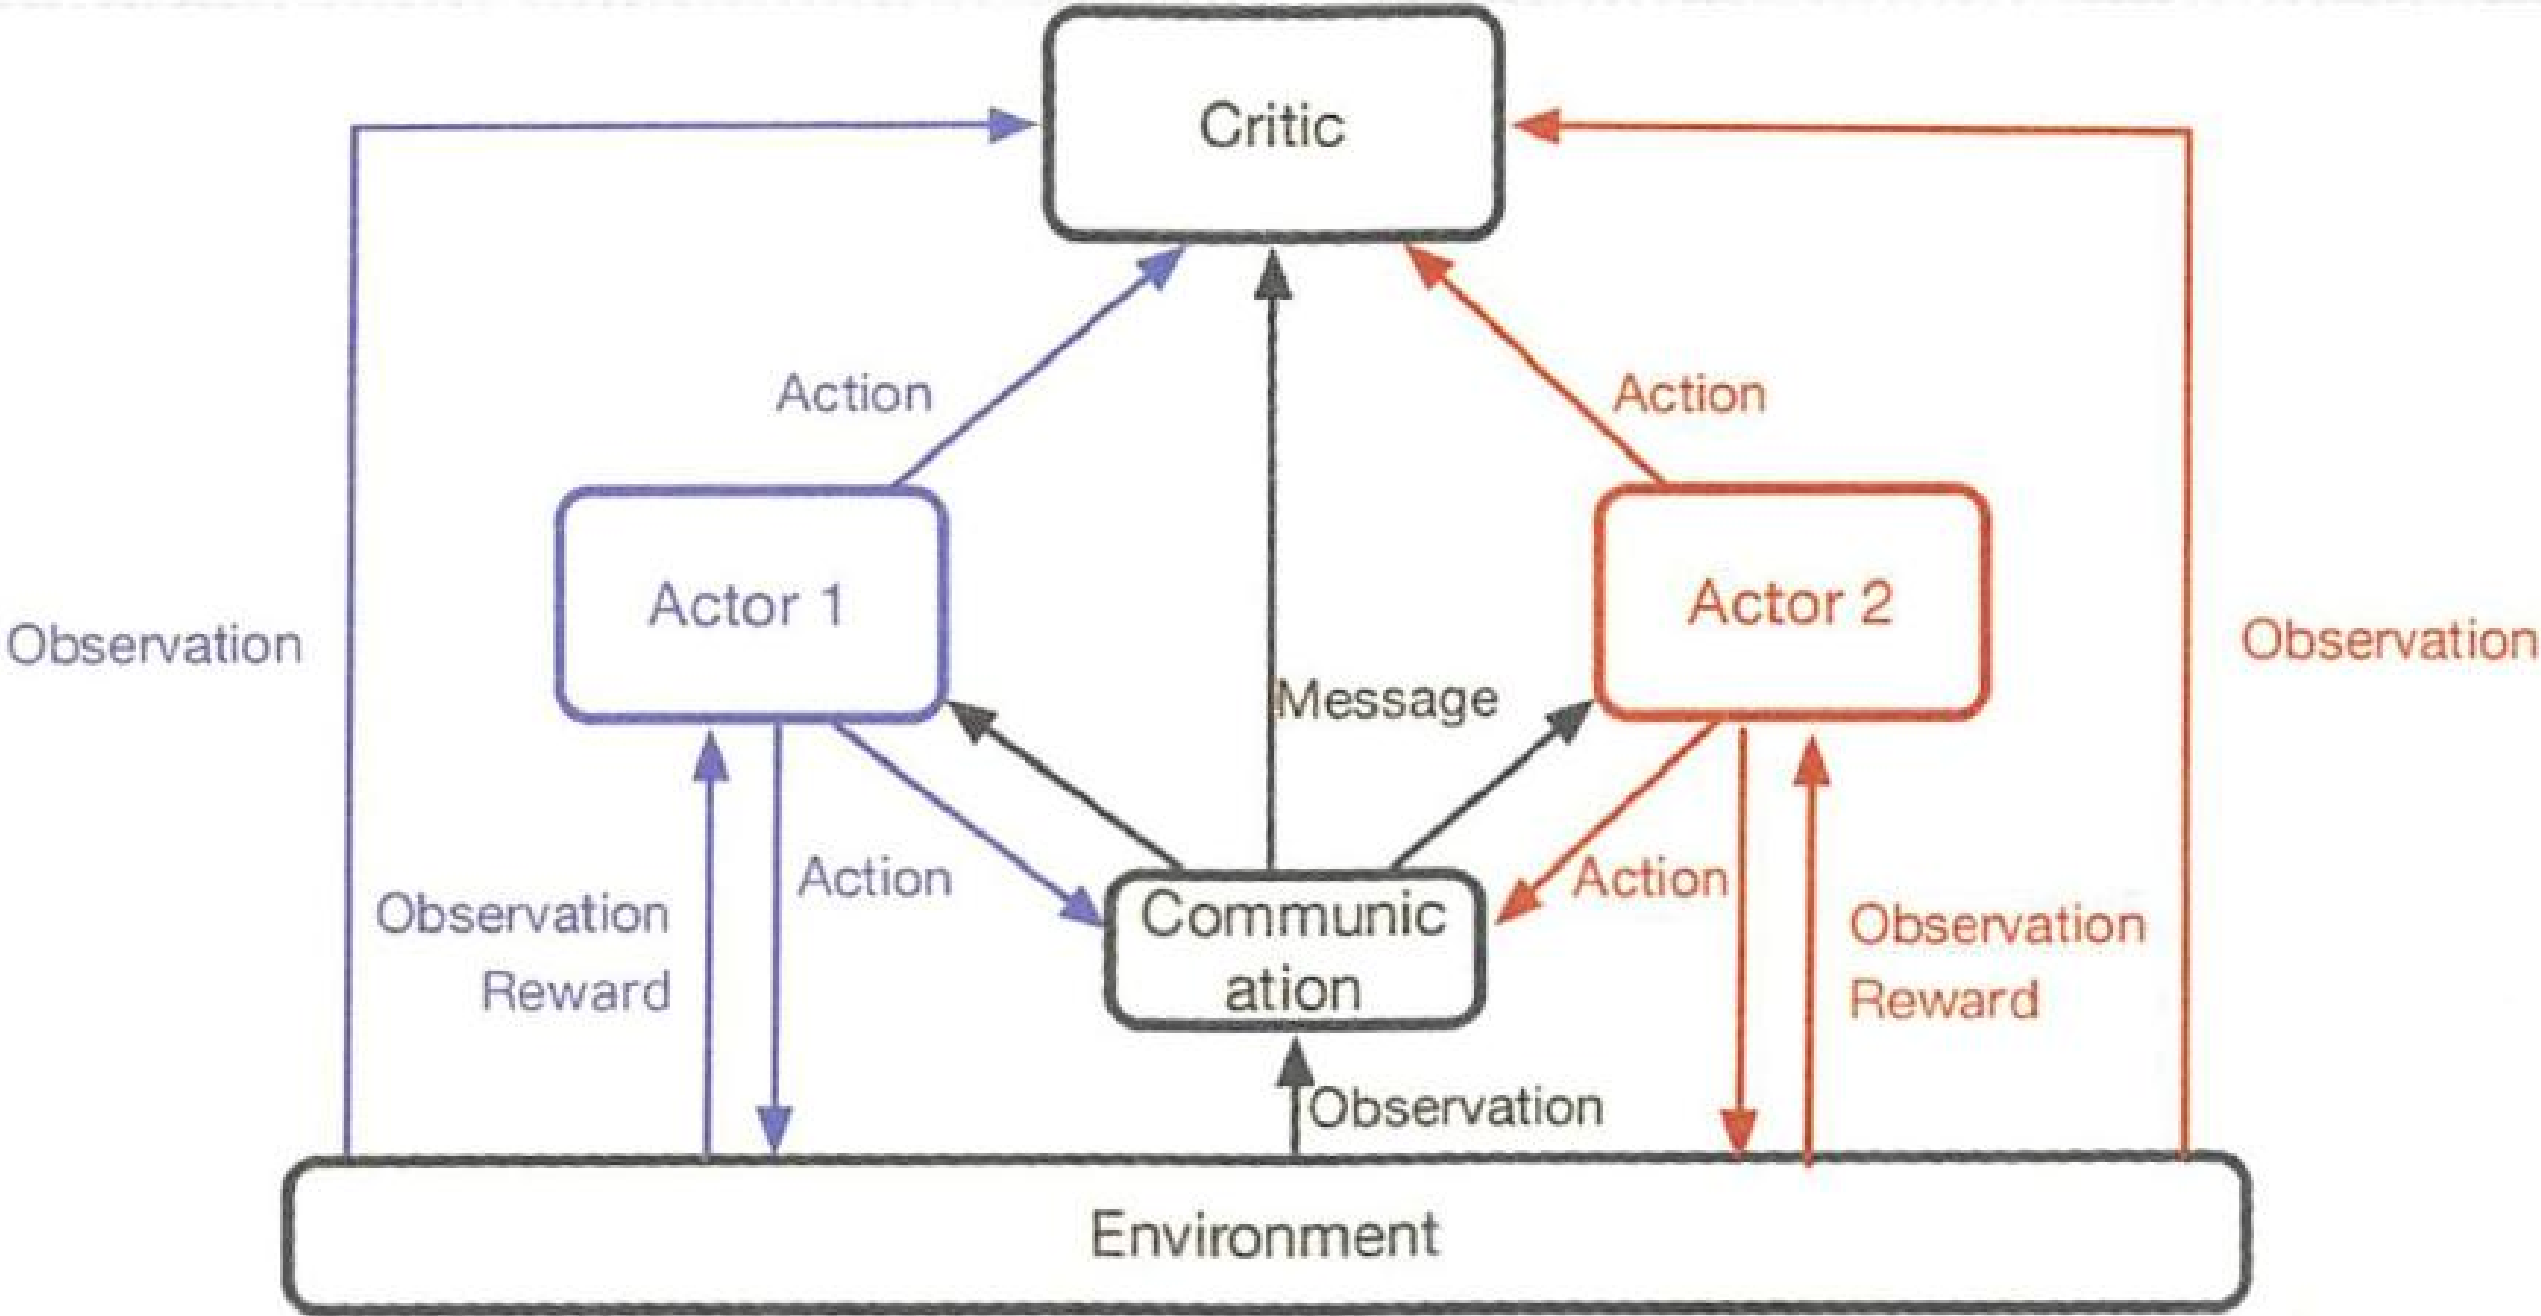 Critic
Action
Action
Actor 1
Actor 2
Observation
Observation
Message
Action
Action
Observation
Reward
Communic
ation
Observation
Reward
Observation
Environment